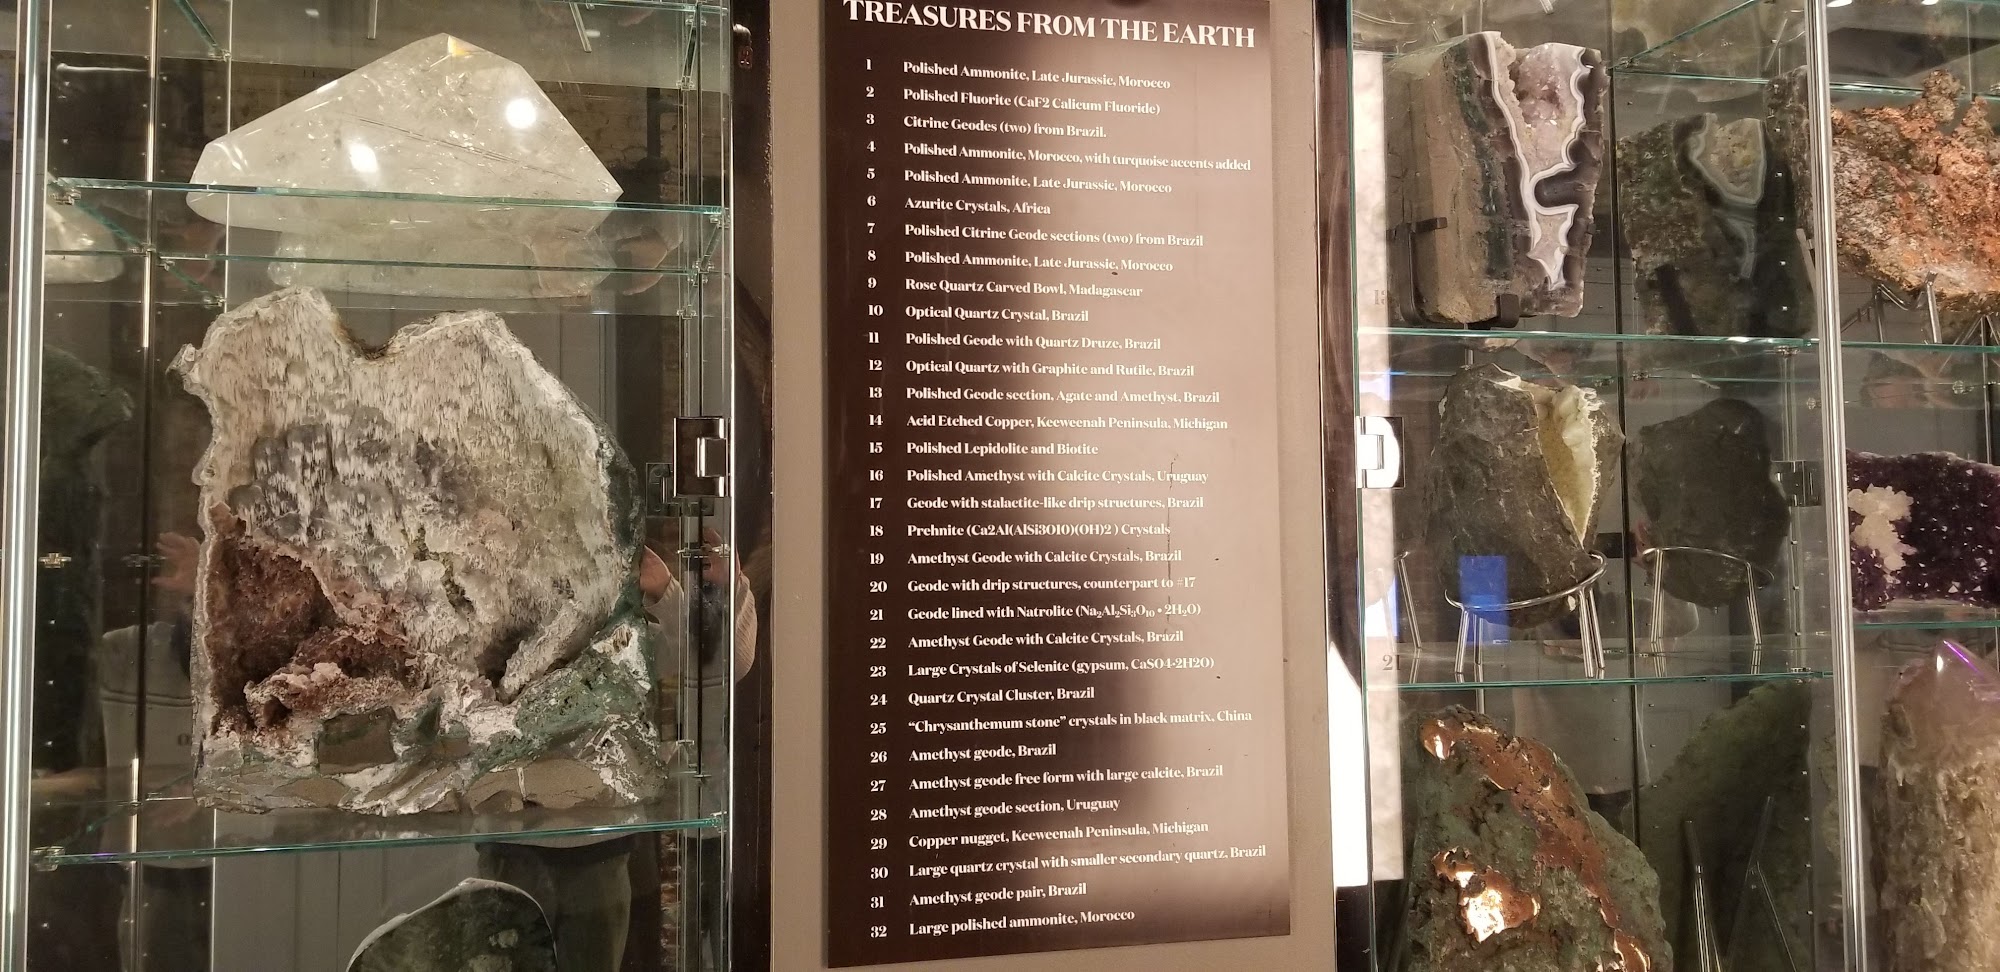 TREASURES FROM THE EARTH
1 Polished Ammonite, Late Jurassic, Morocco
2 Polished Fluorite (CaF2 Calicum Fluoride)
3 Citrine Geodes (two) from Brazil.
4 Polished Ammonite, Morocco, with turquoise accents added
5 Polished Ammonite, Late Jurassic, Morocco
6 Azurite Crystals, Africa
7 Polished Citrine Geode sections (two) from Brazil
8 Polished Ammonite, Late Jurassic, Morocco
9 Rose Quartz Carved Bowl, Madagascar
10 Optical Quartz Crystal, Brazil
11 Polished Geode with Quartz Druze, Brazil
12 Optical Quartz with Graphite and Rutile, Brazil
13 Polished Geode section, Agate and Amethyst, Brazil
14 Acid Etched Copper, Keeweenah Peninsula, Michigan
15 Polished Lepidolite and Biotite
16 Polished Amethyst with Calcite Crystals, Uruguay
17 Geode with stalactite-like drip structures, Brazil
18 Prehnite (Ca2Al(AlSi3O10)(OH)2 ) Crystals
19 Amethyst Geode with Calcite Crystals, Brazil
20 Geode with drip structures, counterpart to #17
21 Geode lined with Natrolite (Na₂Al₂Si₃O₁₀ • 2H₂O)
22 Amethyst Geode with Calcite Crystals, Brazil
23 Large Crystals of Selenite (gypsum, CaSO4-2H2O)
24 Quartz Crystal Cluster, Brazil
25 “Chrysanthemum stone” crystals in black matrix, China
26 Amethyst geode, Brazil
27 Amethyst geode free form with large calcite, Brazil
28 Amethyst geode section, Uruguay
29 Copper nugget, Keeweenah Peninsula, Michigan
30 Large quartz crystal with smaller secondary quartz, Brazil
31 Amethyst geode pair, Brazil
32 Large polished ammonite, Morocco
21